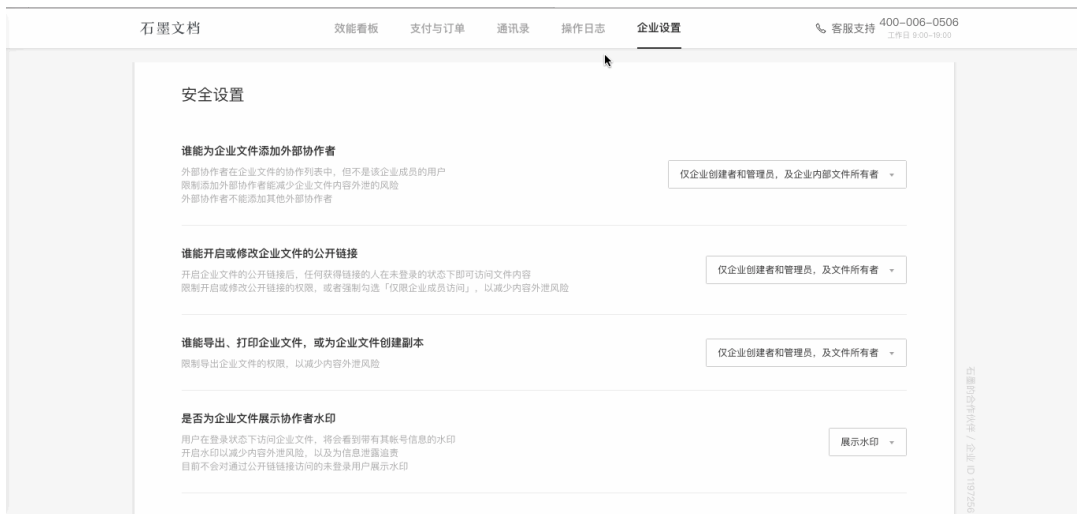 石墨文档
效能看板 支付与订单 通讯录 操作日志 企业设置
客服支持 400-006-0506
工作日 9:00-19:00
安全设置
谁能为企业文件添加外部协作者
外部协作者在企业文件的协作列表中，但不是该企业成员的用户
限制添加外部协作者能减少企业文件内容外泄的风险
外部协作者不能添加其他外部协作者
仅企业创建者和管理员，及企业内部文件所有者
谁能开启或修改企业文件的公开链接
开启企业文件的公开链接后，任何获得链接的人在未登录的状态下即可访问文件内容
限制开启或修改公开链接的权限，或者强制勾选「仅限企业成员访问」，以减少内容外泄风险
仅企业创建者和管理员，及文件所有者
谁能导出、打印企业文件，或为企业文件创建副本
限制导出企业文件的权限，以减少内容外泄风险
仅企业创建者和管理员，及文件所有者
是否为企业文件展示协作者水印
用户在登录状态下访问企业文件，将会看到带有其帐号信息的水印
开启水印以减少内容外泄风险，以及为信息泄露追责
目前不会对通过公开链链接访问的未登录用户展示水印
展示水印
石墨的合作伙伴 / 企业 ID 1197256